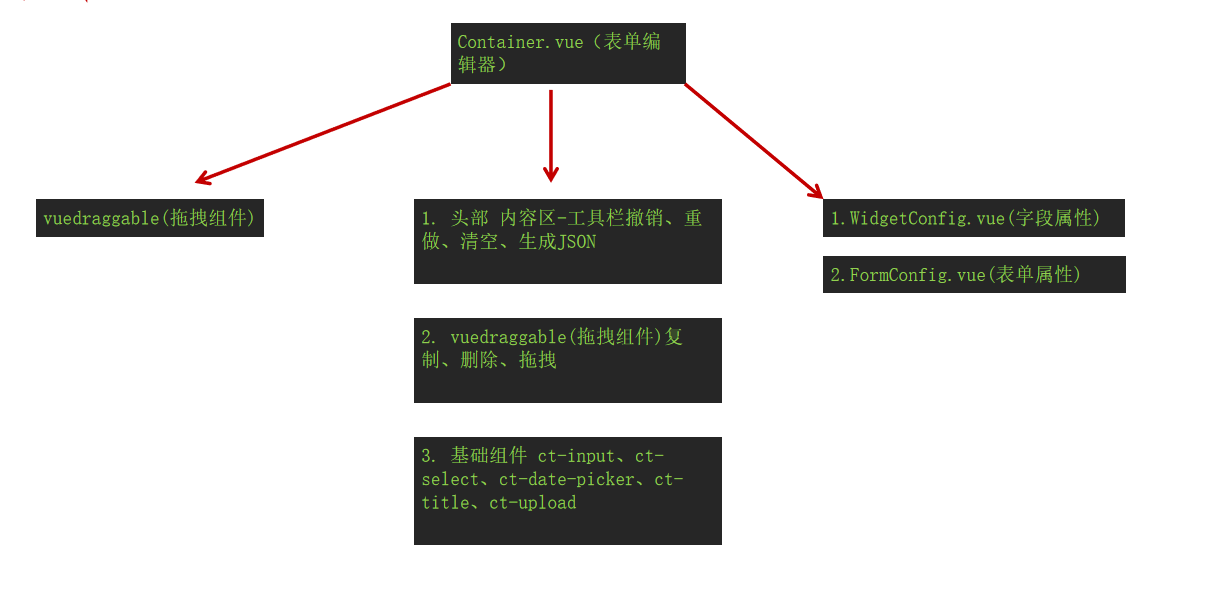 Container.vue（表单编
辑器）
vuedraggable(拖拽组件)
1. 头部 内容区-工具栏撤销、重
做、清空、生成JSON
2. vuedraggable(拖拽组件)复
制、删除、拖拽
3. 基础组件 ct-input、ct-
select、ct-date-picker、ct-
title、ct-upload
1.WidgetConfig.vue(字段属性)
2.FormConfig.vue(表单属性)